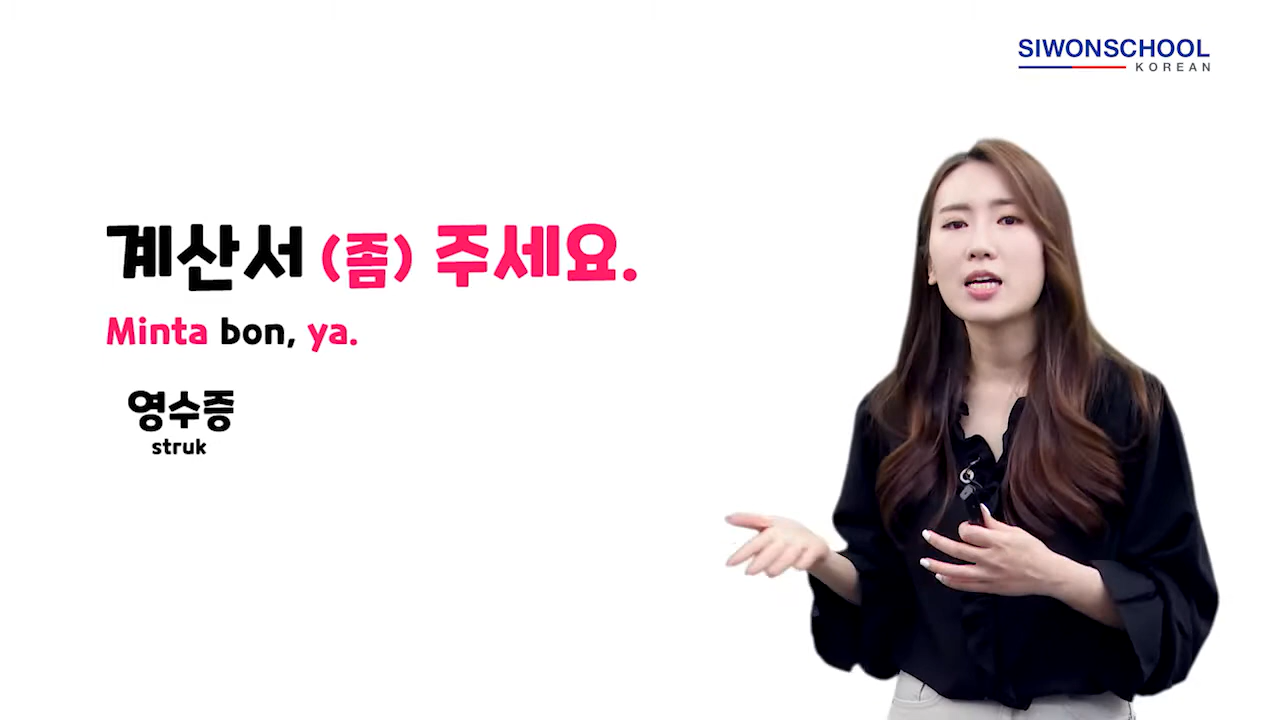 SIWONSCHOOL
KOREAN
계산서 (좀) 주세요.
Minta bon, ya.
영수증
struk